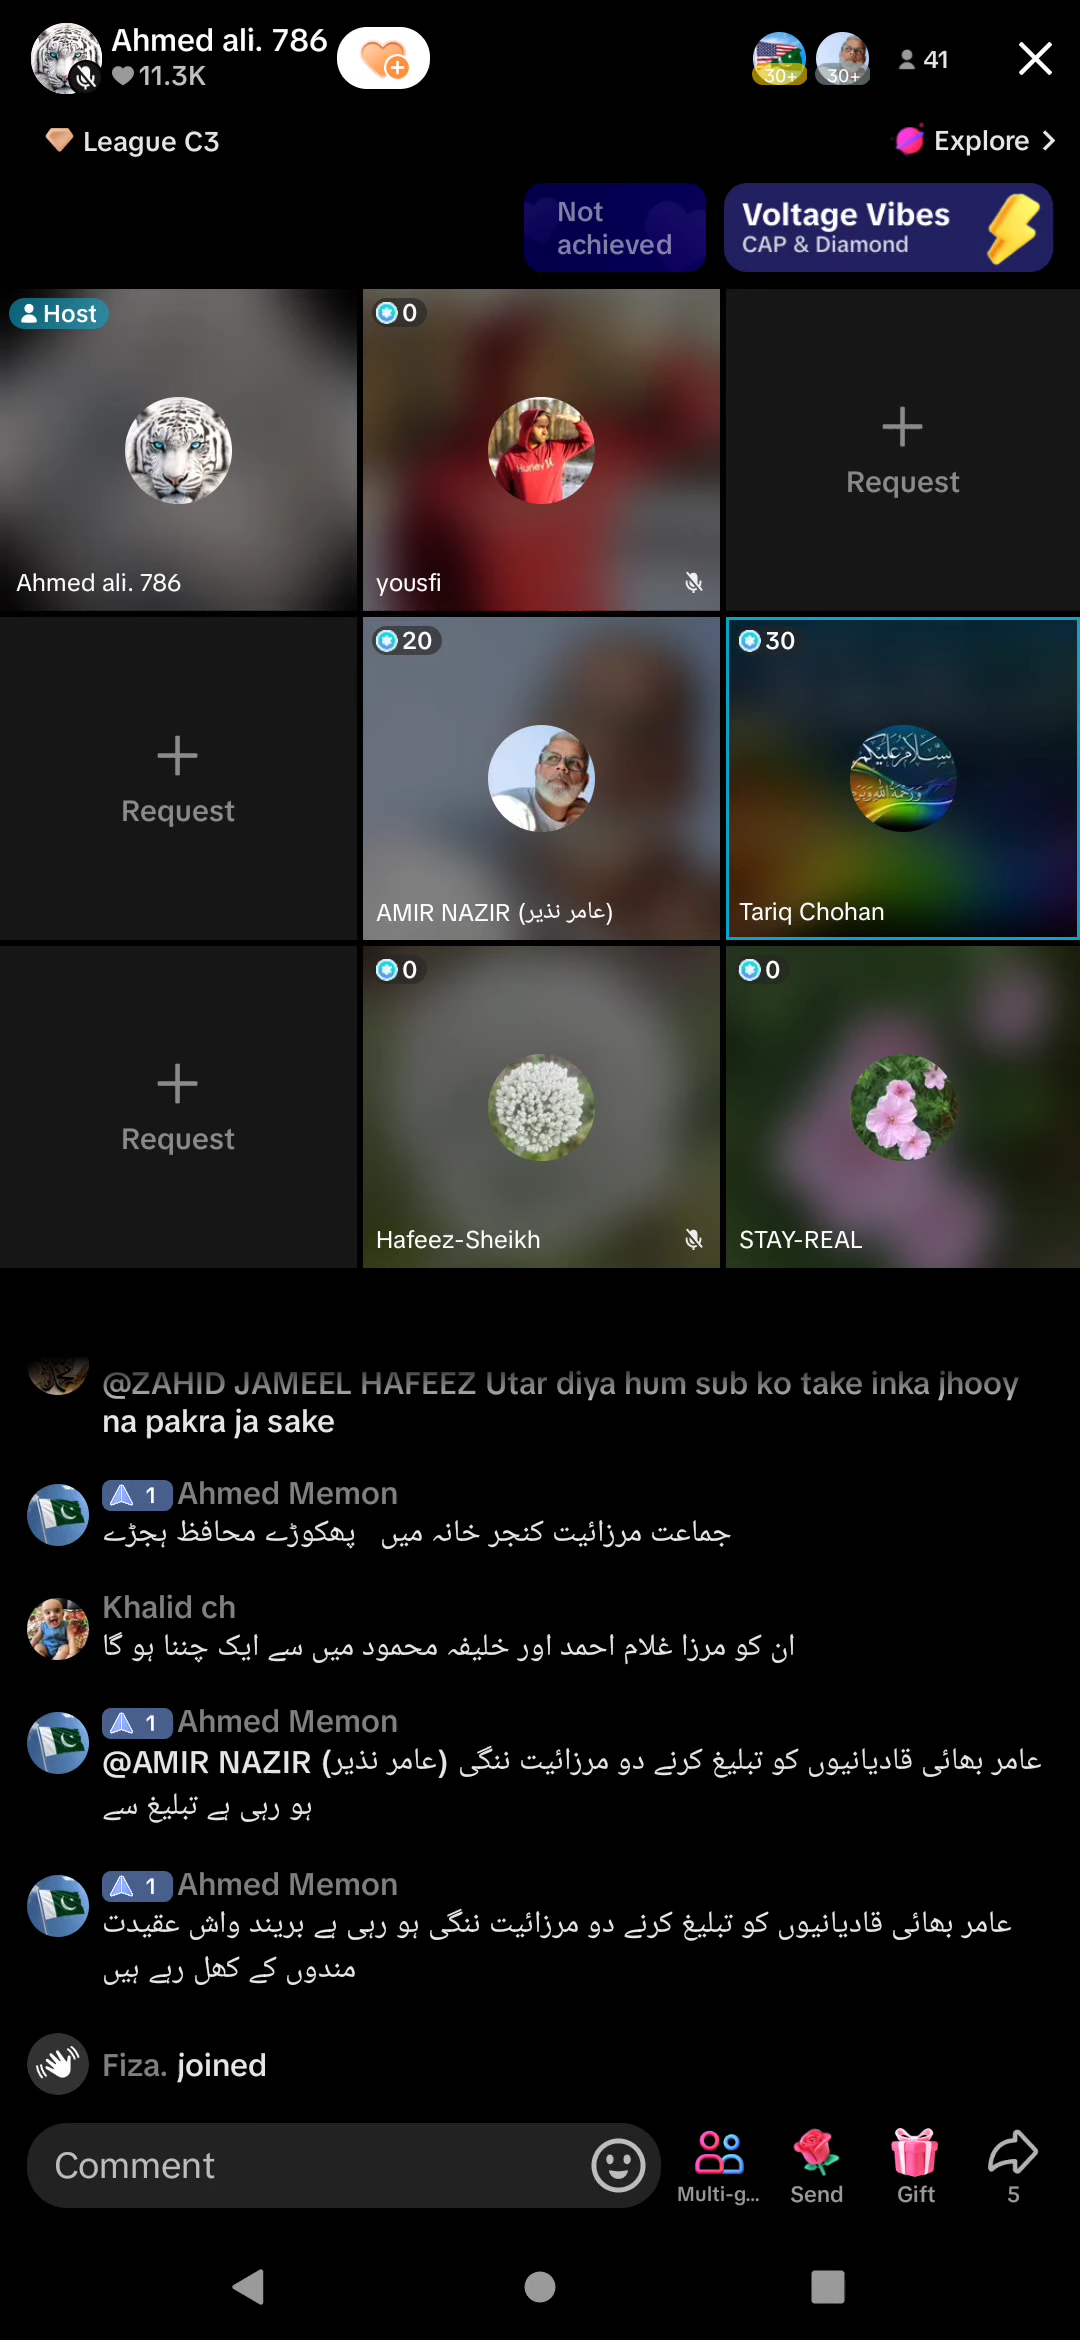 Ahmed ali. 786
11.3K
30+
30+
41
League C3
Explore
Not
achieved
Voltage Vibes
CAP & Diamond
Host
0
Hurley
Ahmed ali. 786
yousfi
Request
20
30
Request
AMIR NAZIR (عامر نذیر)
Tariq Chohan
0
0
Request
Hafeez-Sheikh
STAY-REAL
@ZAHID JAMEEL HAFEEZ Utar diya hum sub ko take inka jhooy
na pakra ja sake
1 Ahmed Memon
جماعت مرزائیت کنجر خانہ میں پھکوڑے محافظ ہجڑے
Khalid ch
ان کو مرزا غلام احمد اور خلیفہ محمود میں سے ایک چننا ہو گا
1 Ahmed Memon
@AMIR NAZIR (عامر نذیر) عامر بھائی قادیانیوں کو تبلیغ کرنے دو مرزائیت ننگی
ہو رہی ہے تبلیغ سے
1 Ahmed Memon
عامر بھائی قادیانیوں کو تبلیغ کرنے دو مرزائیت ننگی ہو رہی ہے بریند واش عقیدت
مندوں کے کھل رہے ہیں
Fiza. joined
Comment
Multi-g...
Send
Gift
5